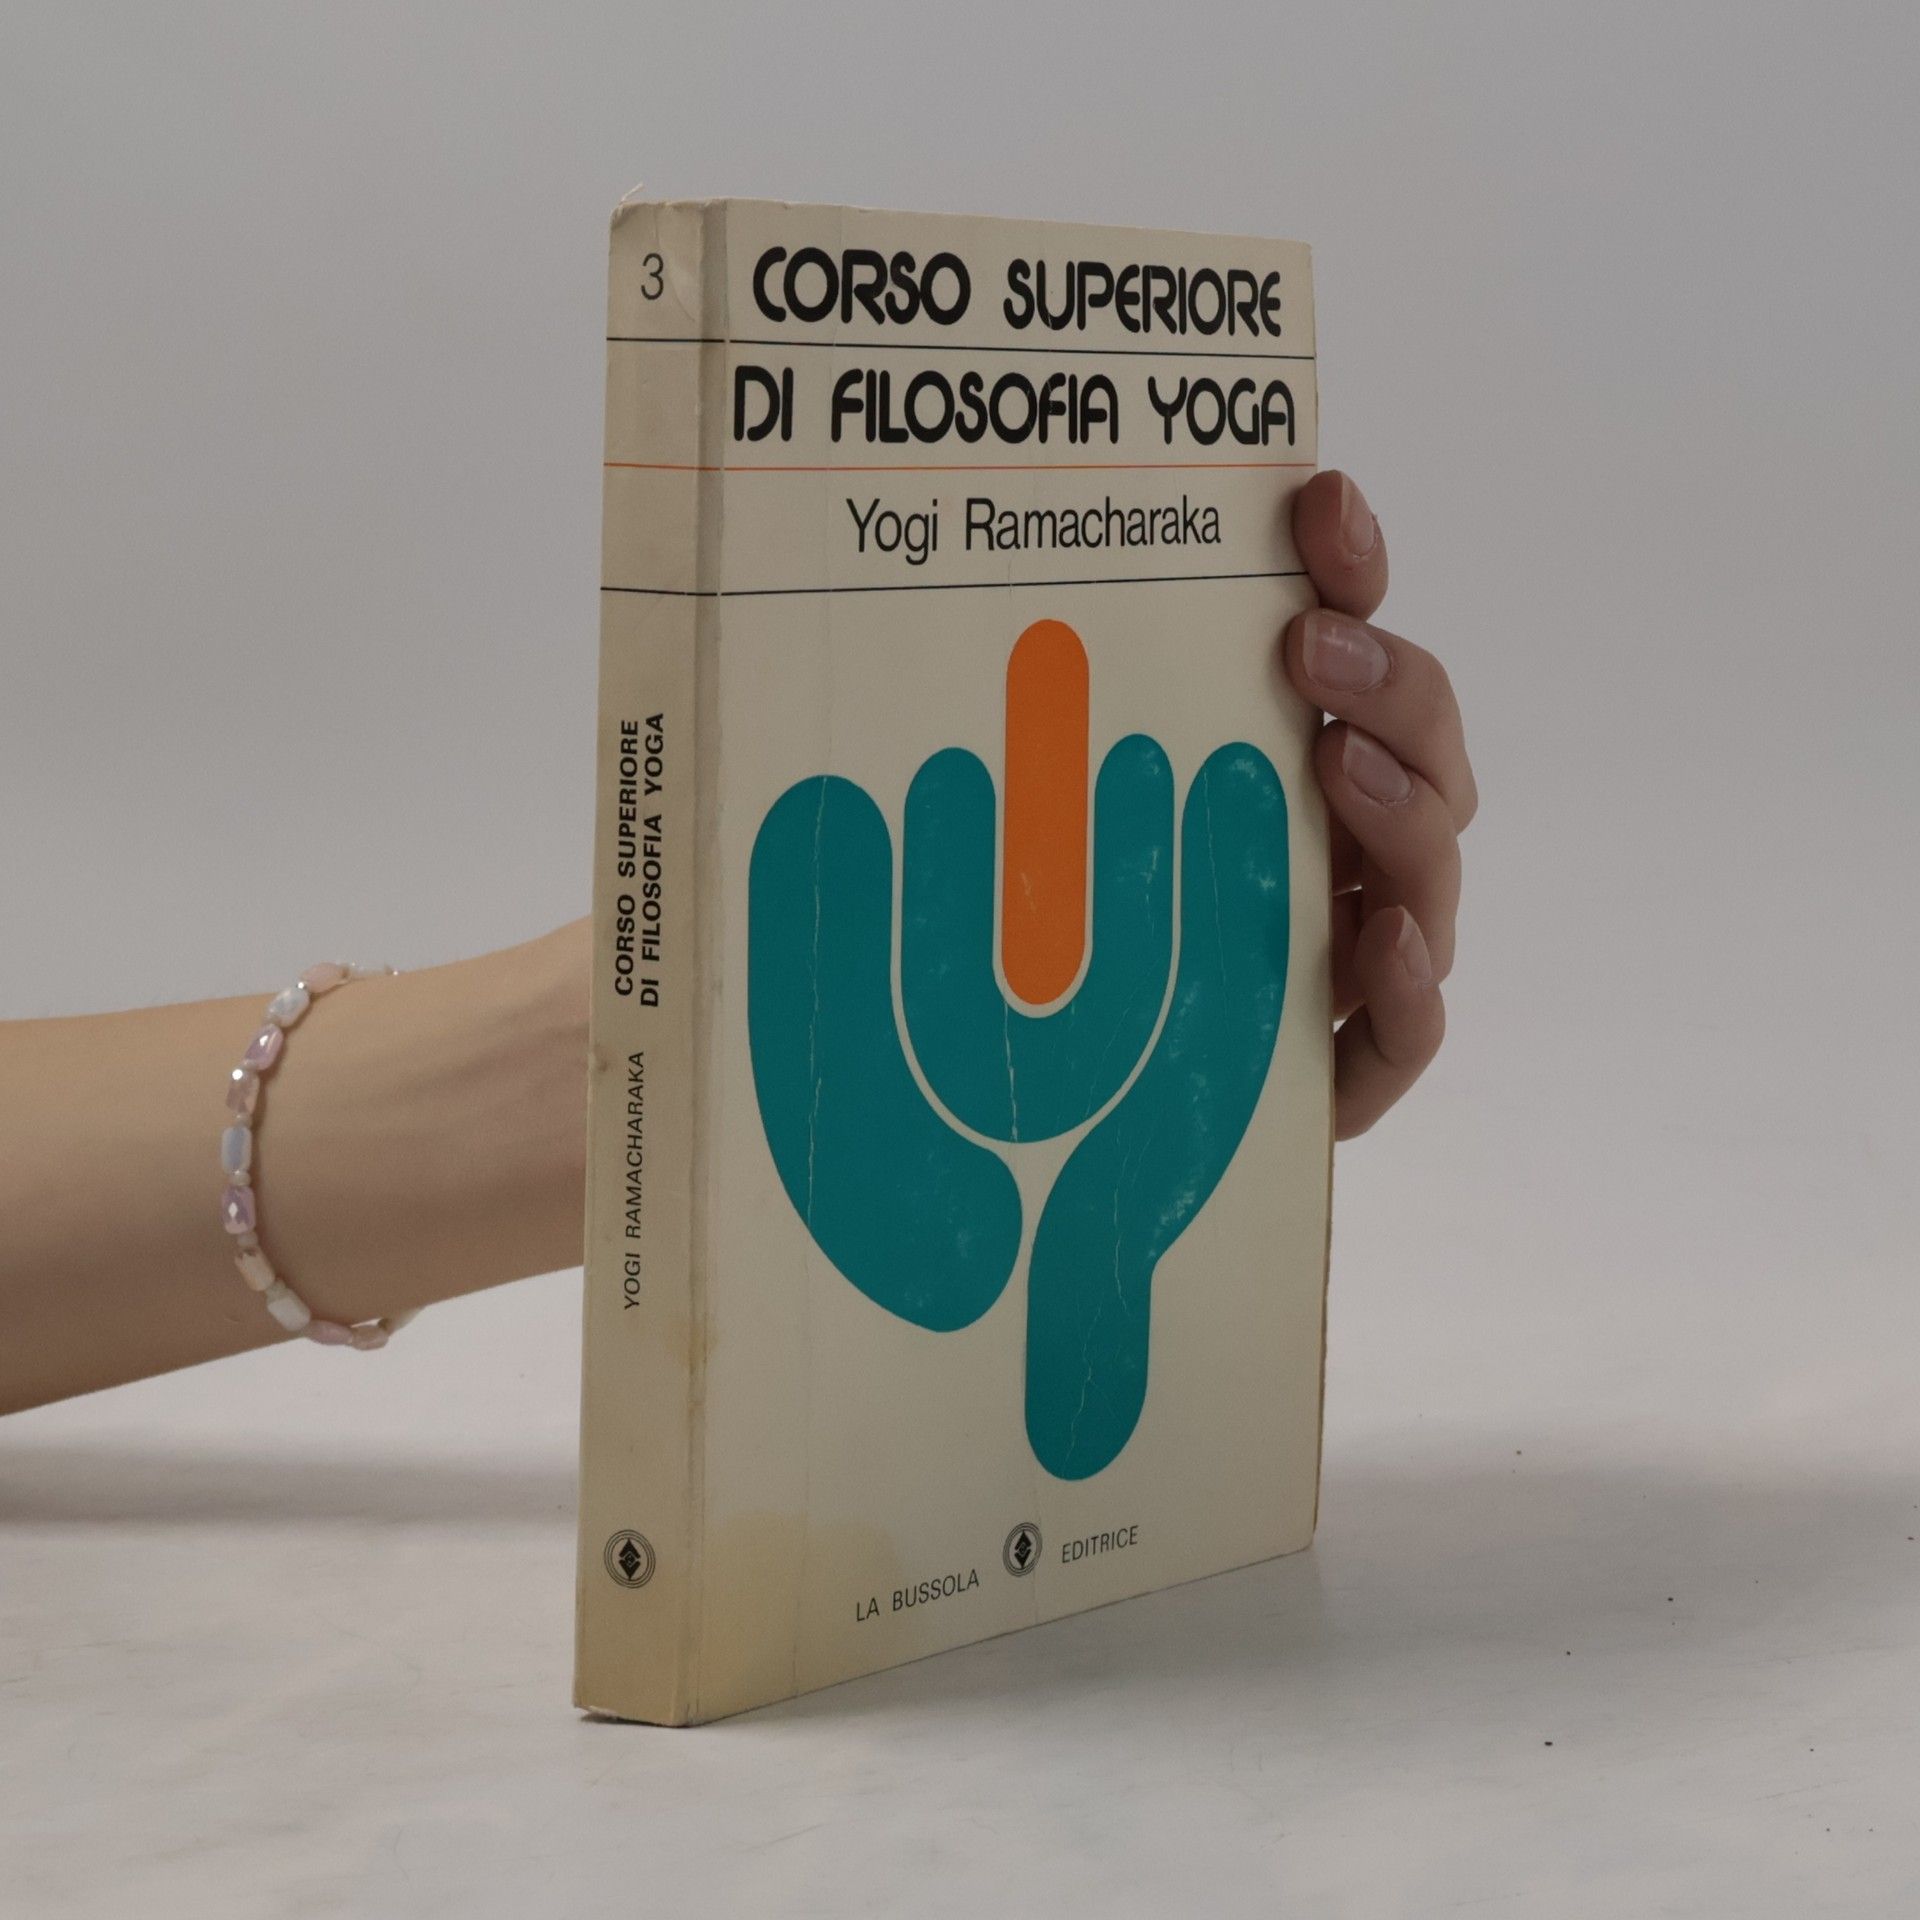 3
CORSO SUPERIORE
DI FILOSOFIA YOGA
Yogi Ramacharaka
CORSO SUPERIORE
DI FILOSOFIA YOGA
YOGI RAMACHARAKA
LA BUSSOLA EDITRICE